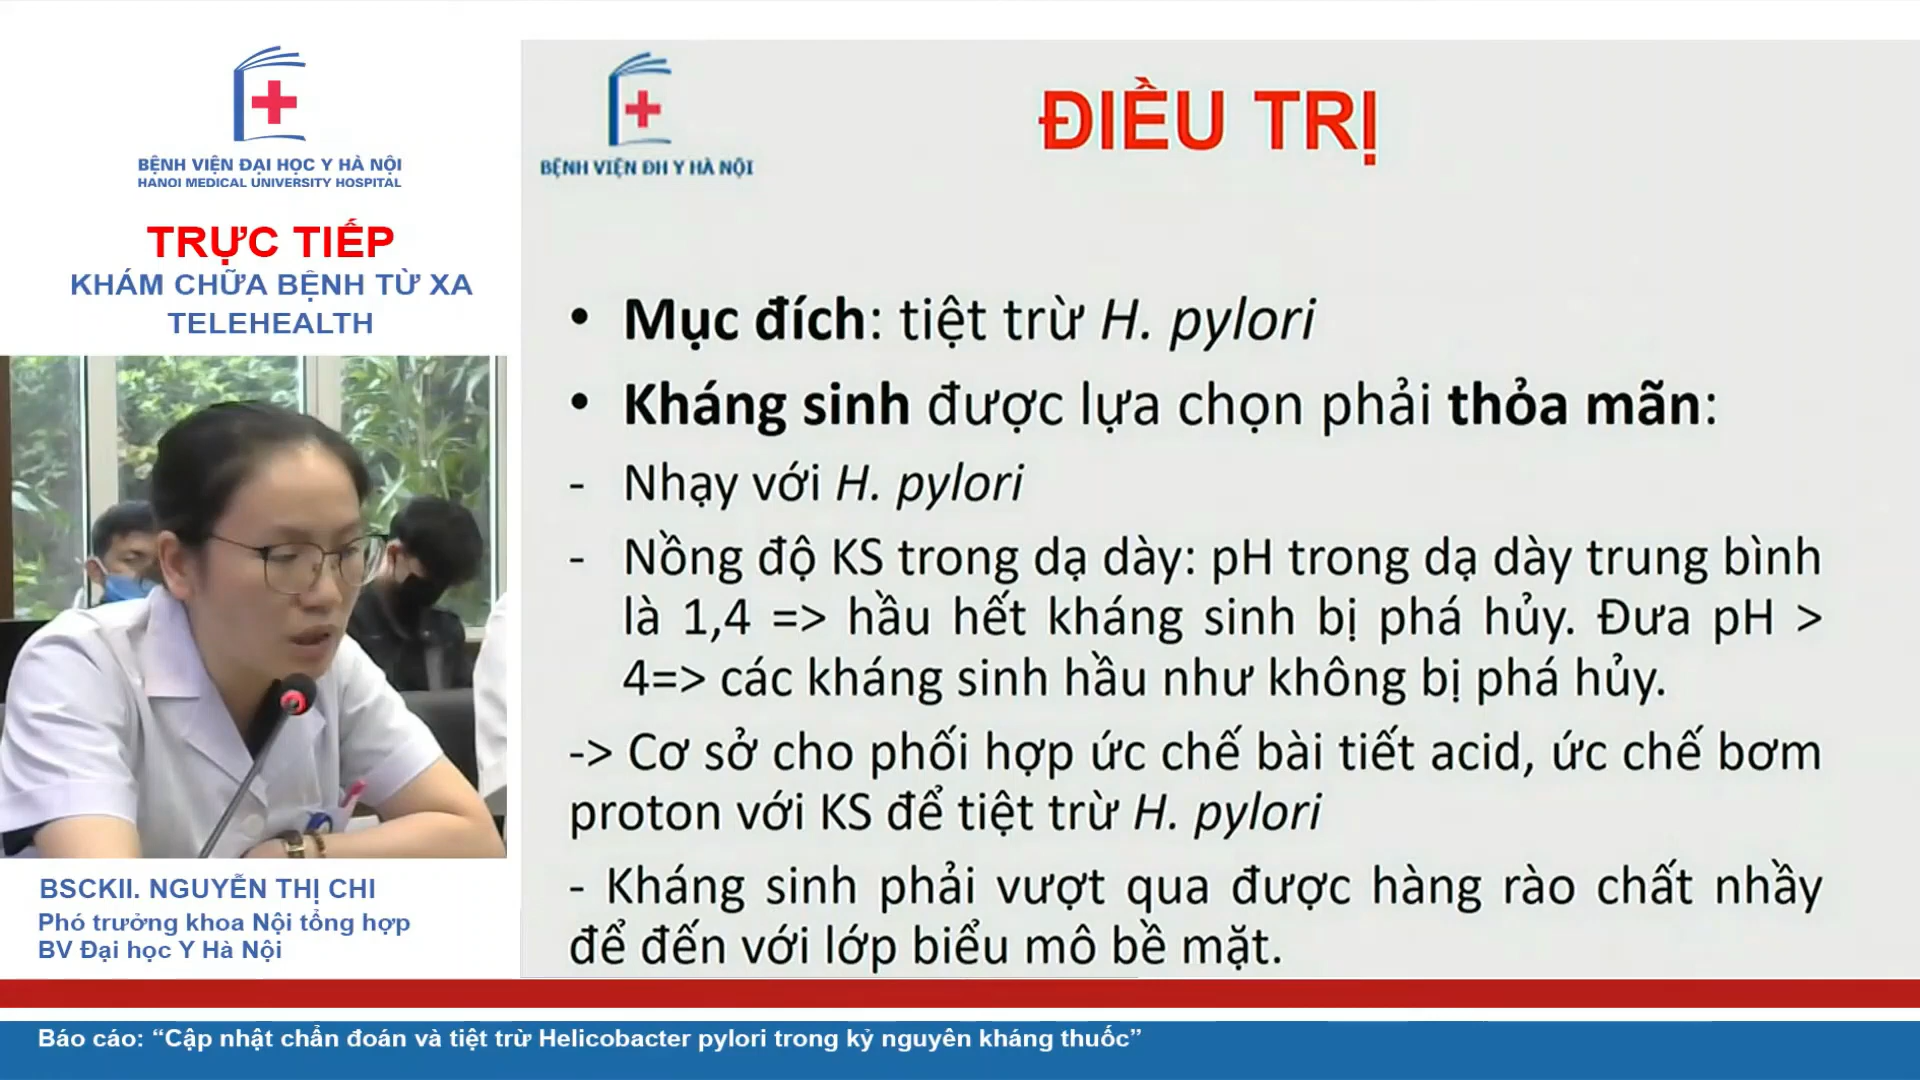 BỆNH VIỆN ĐẠI HỌC Y HÀ NỘI
HANOI MEDICAL UNIVERSITY HOSPITAL
TRỰC TIẾP
KHÁM CHỮA BỆNH TỪ XA
TELEHEALTH
BSCKII. NGUYỄN THỊ CHI
Phó trưởng khoa Nội tổng hợp
BV Đại học Y Hà Nội
BỆNH VIỆN ĐH Y HÀ NỘI
ĐIỀU TRỊ
• Mục đích: tiệt trừ H. pylori
• Kháng sinh được lựa chọn phải thỏa mãn:
- Nhạy với H. pylori
- Nồng độ KS trong dạ dày: pH trong dạ dày trung bình
là 1,4 => hầu hết kháng sinh bị phá hủy. Đưa pH >
4=> các kháng sinh hầu như không bị phá hủy.
-> Cơ sở cho phối hợp ức chế bài tiết acid, ức chế bơm
proton với KS để tiệt trừ H. pylori
- Kháng sinh phải vượt qua được hàng rào chất nhầy
để đến với lớp biểu mô bề mặt.
Báo cáo: “Cập nhật chẩn đoán và tiệt trừ Helicobacter pylori trong kỷ nguyên kháng thuốc”